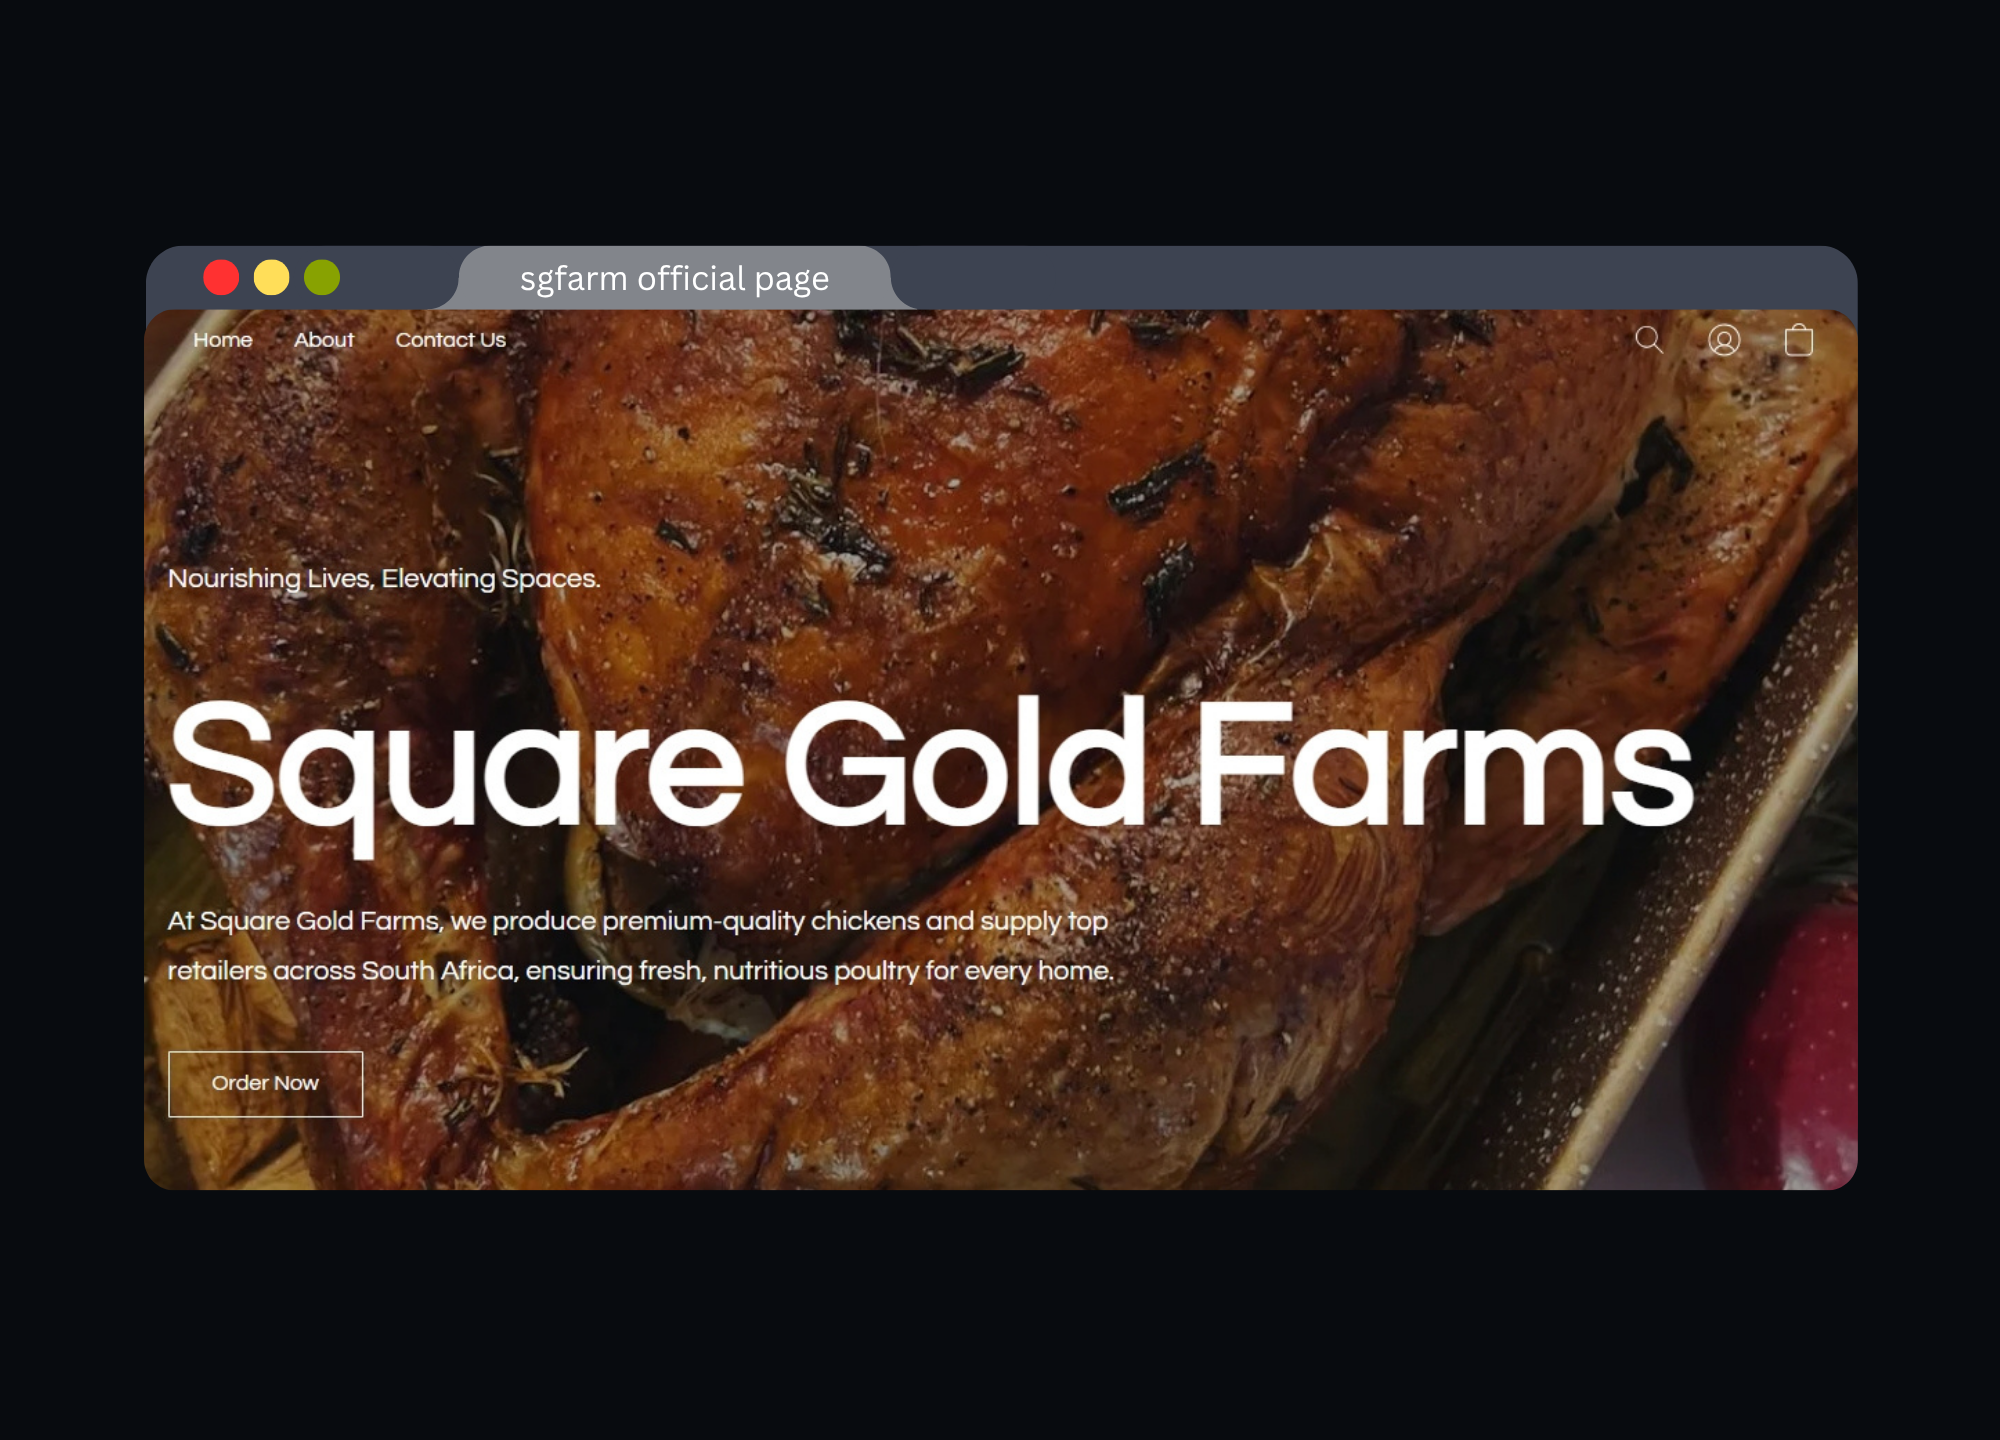 sgfarm official page
Home About Contact Us
Nourishing Lives, Elevating Spaces.
Square Gold Farms
At Square Gold Farms, we produce premium-quality chickens and supply top
retailers across South Africa, ensuring fresh, nutritious poultry for every home.
Order Now